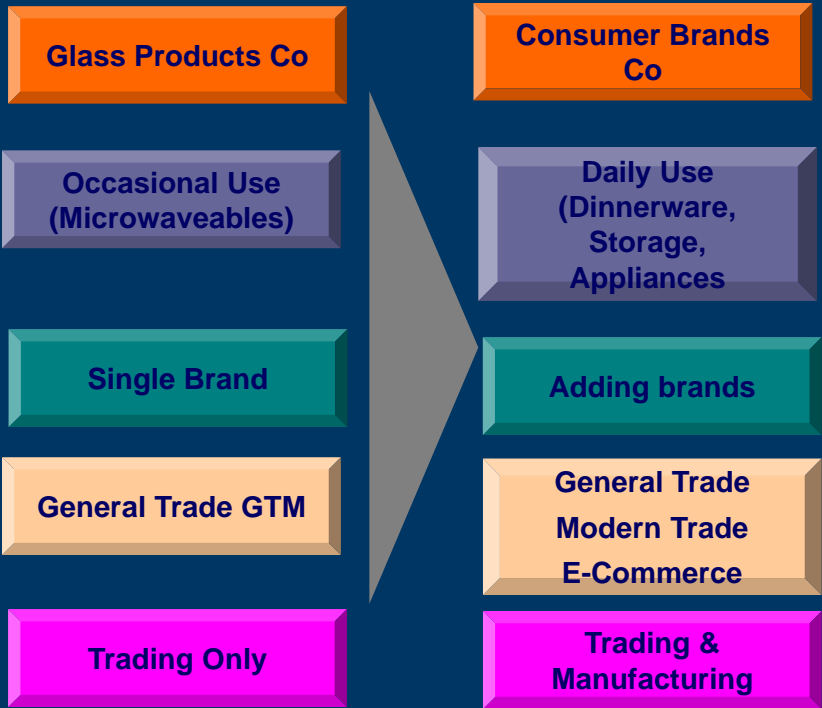 Glass Products Co
Consumer Brands
Co
Occasional Use
(Microwaveables)
Daily Use
(Dinnerware,
Storage,
Appliances
Single Brand
Adding brands
General Trade GTM
General Trade
Modern Trade
E-Commerce
Trading Only
Trading &
Manufacturing